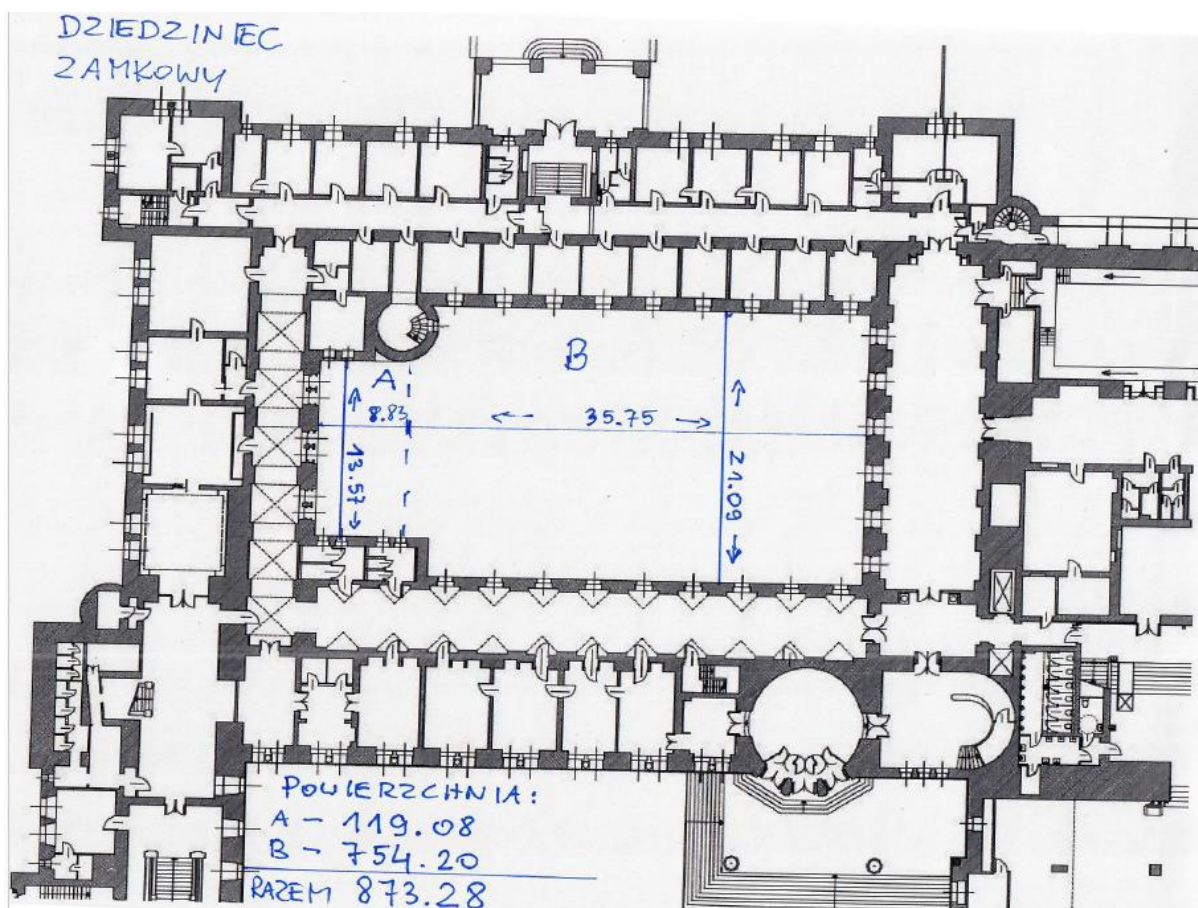 DZIEDZINIEC
ZAMKOWY
B
A
8.83
35.75
13.57
21.09
POWIERZCHNIA:
A - 119.08
B - 754.20
RAZEM 873.28